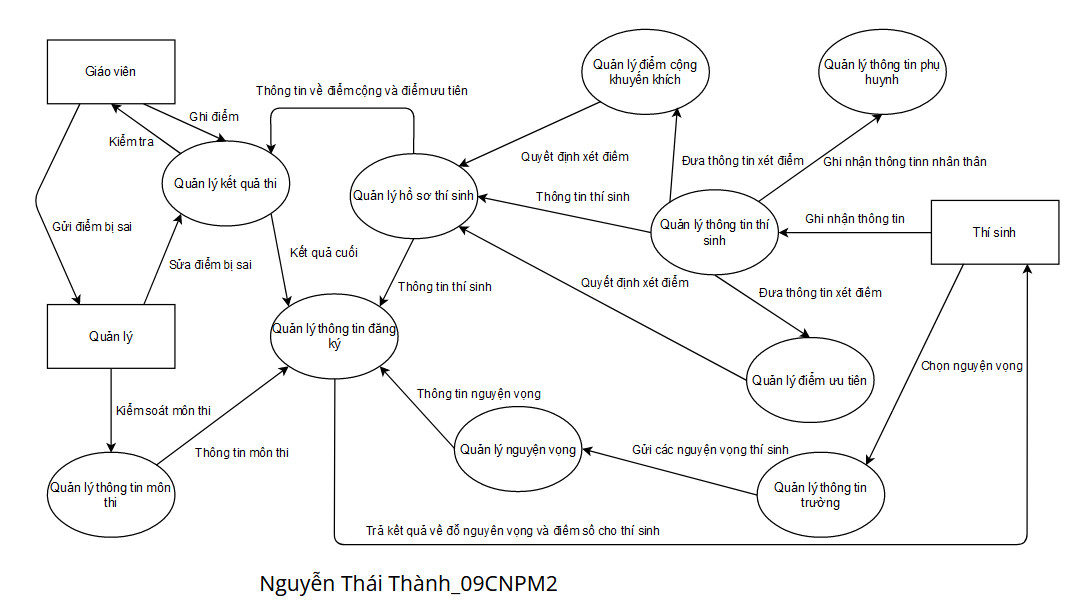 Giáo viên
Quản lý điểm cộng
khuyến khích
Quản lý thông tin phụ
huynh
Thông tin về điểm cộng và điểm ưu tiên
Ghi điểm
Kiểm tra
Quyết định xét điểm
Đưa thông tin xét điểm
Ghi nhận thông tinn nhân thân
Quản lý kết quả thi
Quản lý hồ sơ thí sinh
Thông tin thí sinh
Quản lý thông tin thí
sinh
Ghi nhận thông tin
Thí sinh
Gửi điểm bị sai
Sửa điểm bị sai
Kết quả cuối
Thông tin thí sinh
Quyết định xét điểm
Đưa thông tin xét điểm
Quản lý
Quản lý thông tin đăng
ký
Quản lý điểm ưu tiên
Chọn nguyện vọng
Kiểm soát môn thi
Thông tin nguyện vọng
Thông tin môn thi
Quản lý nguyện vọng
Gửi các nguyện vọng thí sinh
Quản lý thông tin môn
thi
Quản lý thông tin
trường
Trả kết quả về đỗ nguyện vọng và điểm số cho thí sinh
Nguyễn Thái Thành_09CNPM2